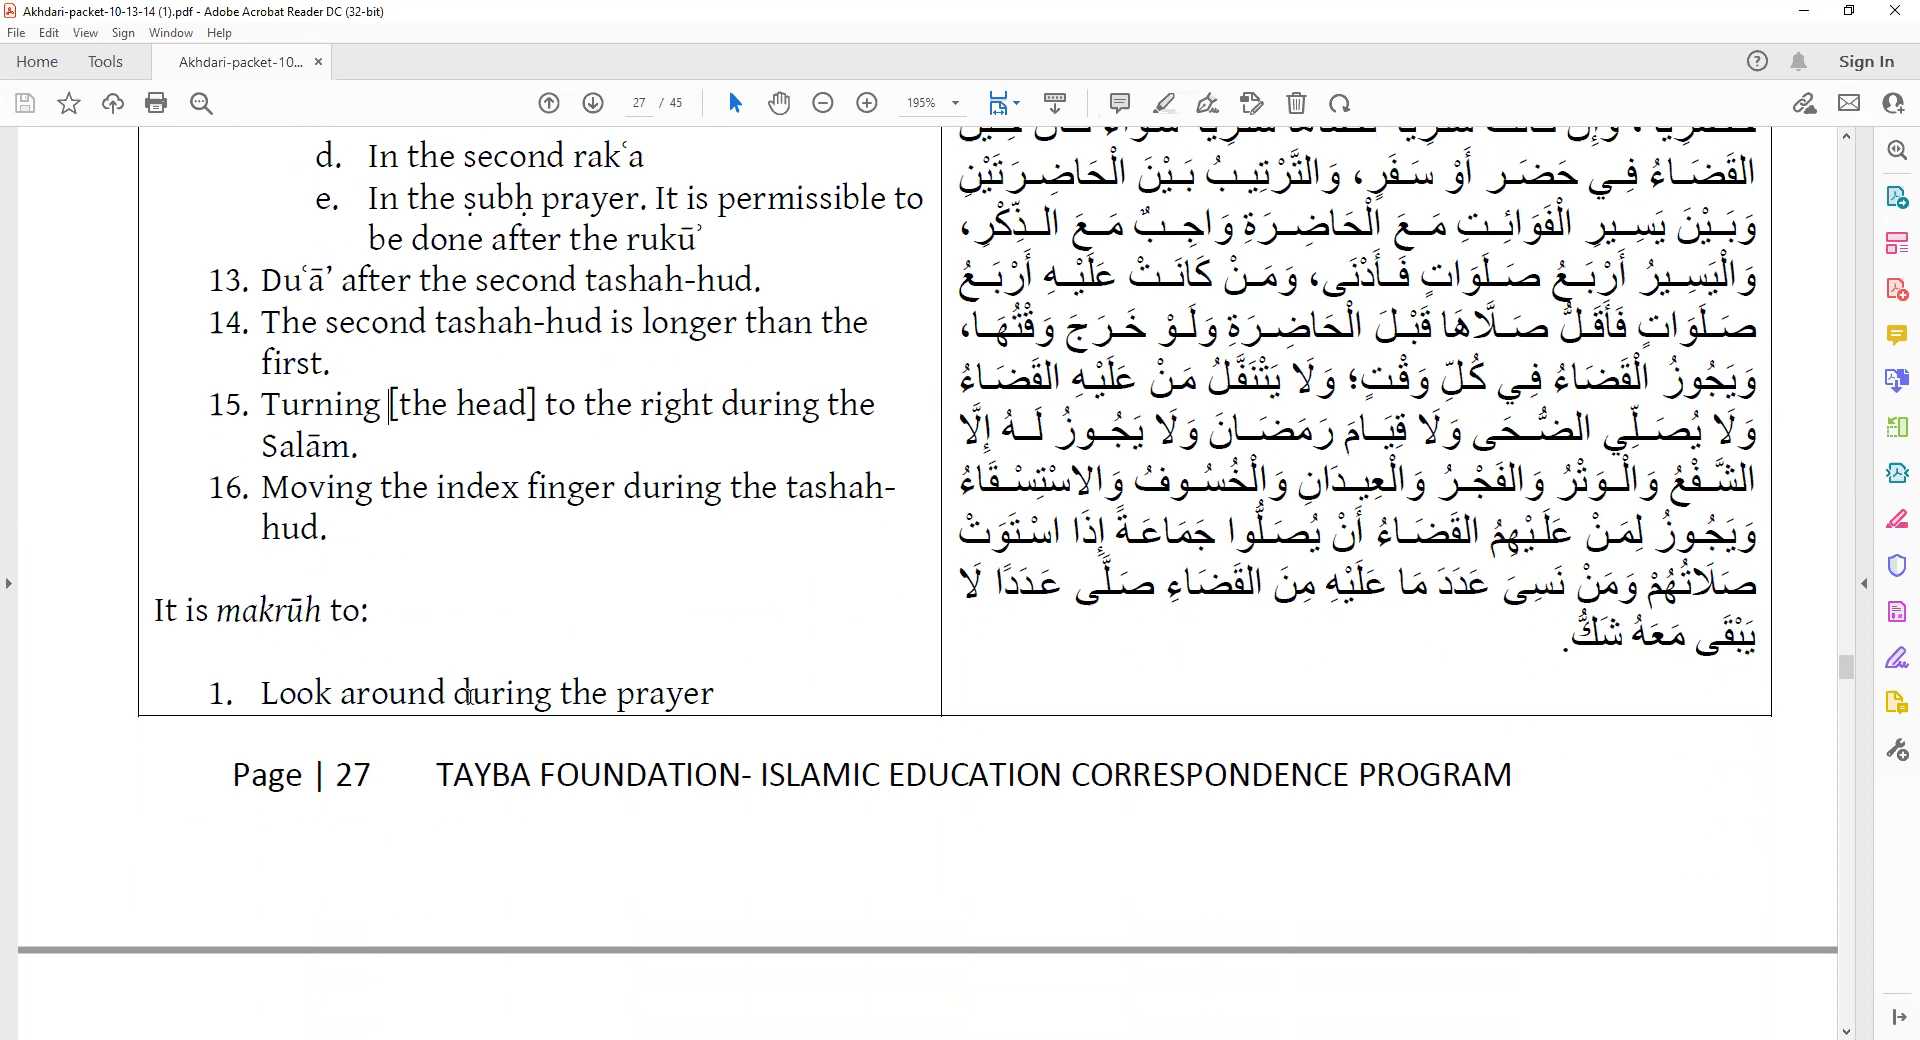 Akhdari-packet-10-13-14 (1).pdf - Adobe Acrobat Reader DC (32-bit)
File Edit View Sign Window Help
Home Tools Akhdari-packet-10... × Sign In
27 / 45 195%
d. In the second rakʿa
e. In the ṣubḥ prayer. It is permissible to
be done after the rukūʾ
13. Duʿā’ after the second tashah-hud.
14. The second tashah-hud is longer than the
first.
15. Turning [the head] to the right during the
Salām.
16. Moving the index finger during the tashah-
hud.
It is makrūh to:
1. Look around during the prayer
القَضَاءُ فِي حَضَر أَوْ سَفَرٍ، وَالتَّرْتِيبُ بَيْنَ الْحَاضِرَتَيْنِ
وَبَيْنَ يَسِيرِ الْفَوَائِتِ مَعَ الْحَاضِرَةِ وَاجِبٌ مَعَ الذِّكْرِ،
وَالْيَسِيرُ أَرْبَعُ صَلَوَاتٍ فَأَدْنَى، وَمَنْ كَانَتْ عَلَيْهِ أَرْبَعُ
صَلَوَاتٍ فَأَقَلُّ صَلَّاهَا قَبْلَ الْحَاضِرَةِ وَلَوْ خَرَجَ وَقْتُهَا،
وَيَجُوزُ الْقَضَاءُ فِي كُلِّ وَقْتٍ؛ وَلَا يَتْنَفَّلُ مَنْ عَلَيْهِ القَضَاءُ
وَلَا يُصَلِّي الضُّحَى وَلَا قِيَامَ رَمَضَانَ وَلَا يَجُوزُ لَهُ إِلَّا
الشَّفْعُ وَالْوَتْرُ وَالْفَجْرُ وَالْعِيدَانِ وَالْخُسُوفُ وَالاسْتِسْقَاءُ
وَيَجُوزُ لِمَنْ عَلَيْهِمُ القَضَاءُ أَنْ يُصَلُّوا جَمَاعَةً إِذَا اسْتَوَتْ
صَلَاتُهُمْ وَمَنْ نَسِىَ عَدَدَ مَا عَلَيْهِ مِنَ القَضَاءِ صَلَّى عَدَدًا لَا
يَبْقَى مَعَهُ شَكٌّ.
Page | 27 TAYBA FOUNDATION- ISLAMIC EDUCATION CORRESPONDENCE PROGRAM